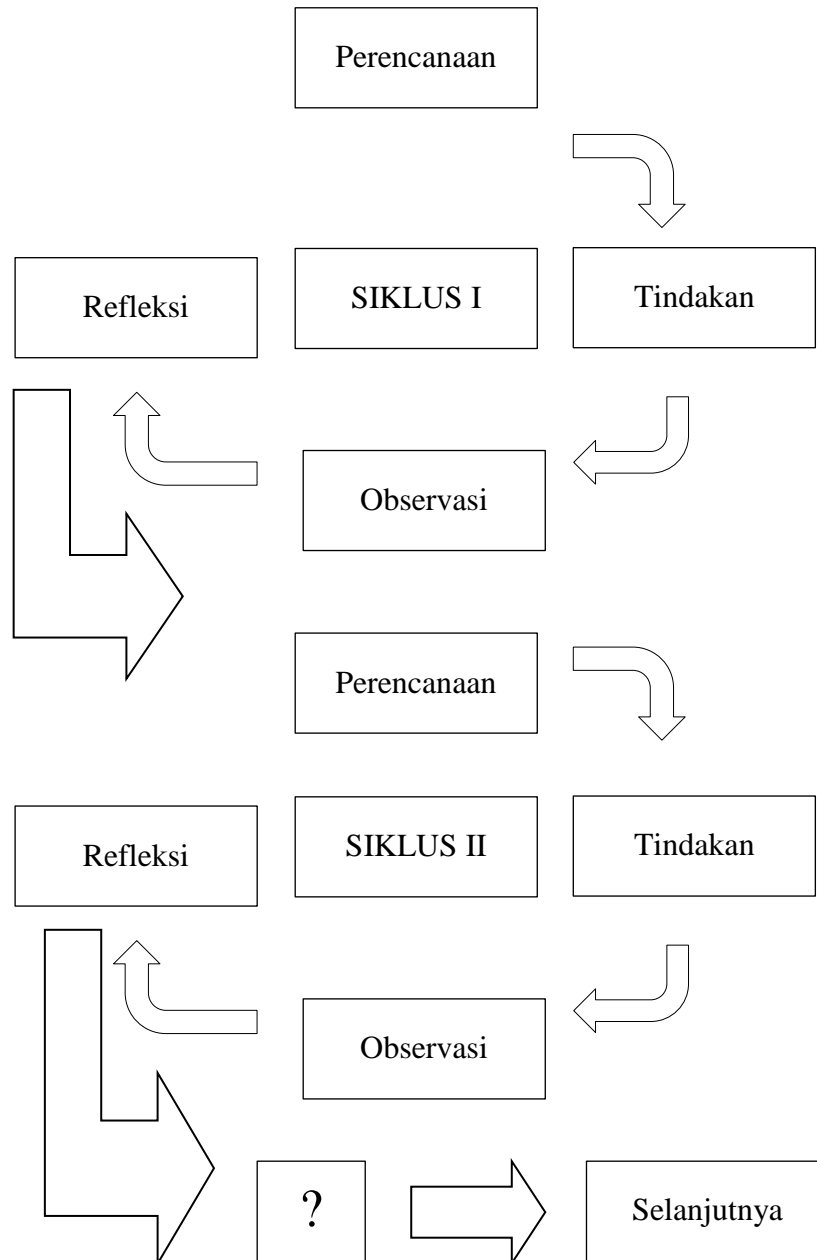 Perencanaan
Refleksi
SIKLUS I
Tindakan
Observasi
Perencanaan
Refleksi
SIKLUS II
Tindakan
Observasi
?
Selanjutnya